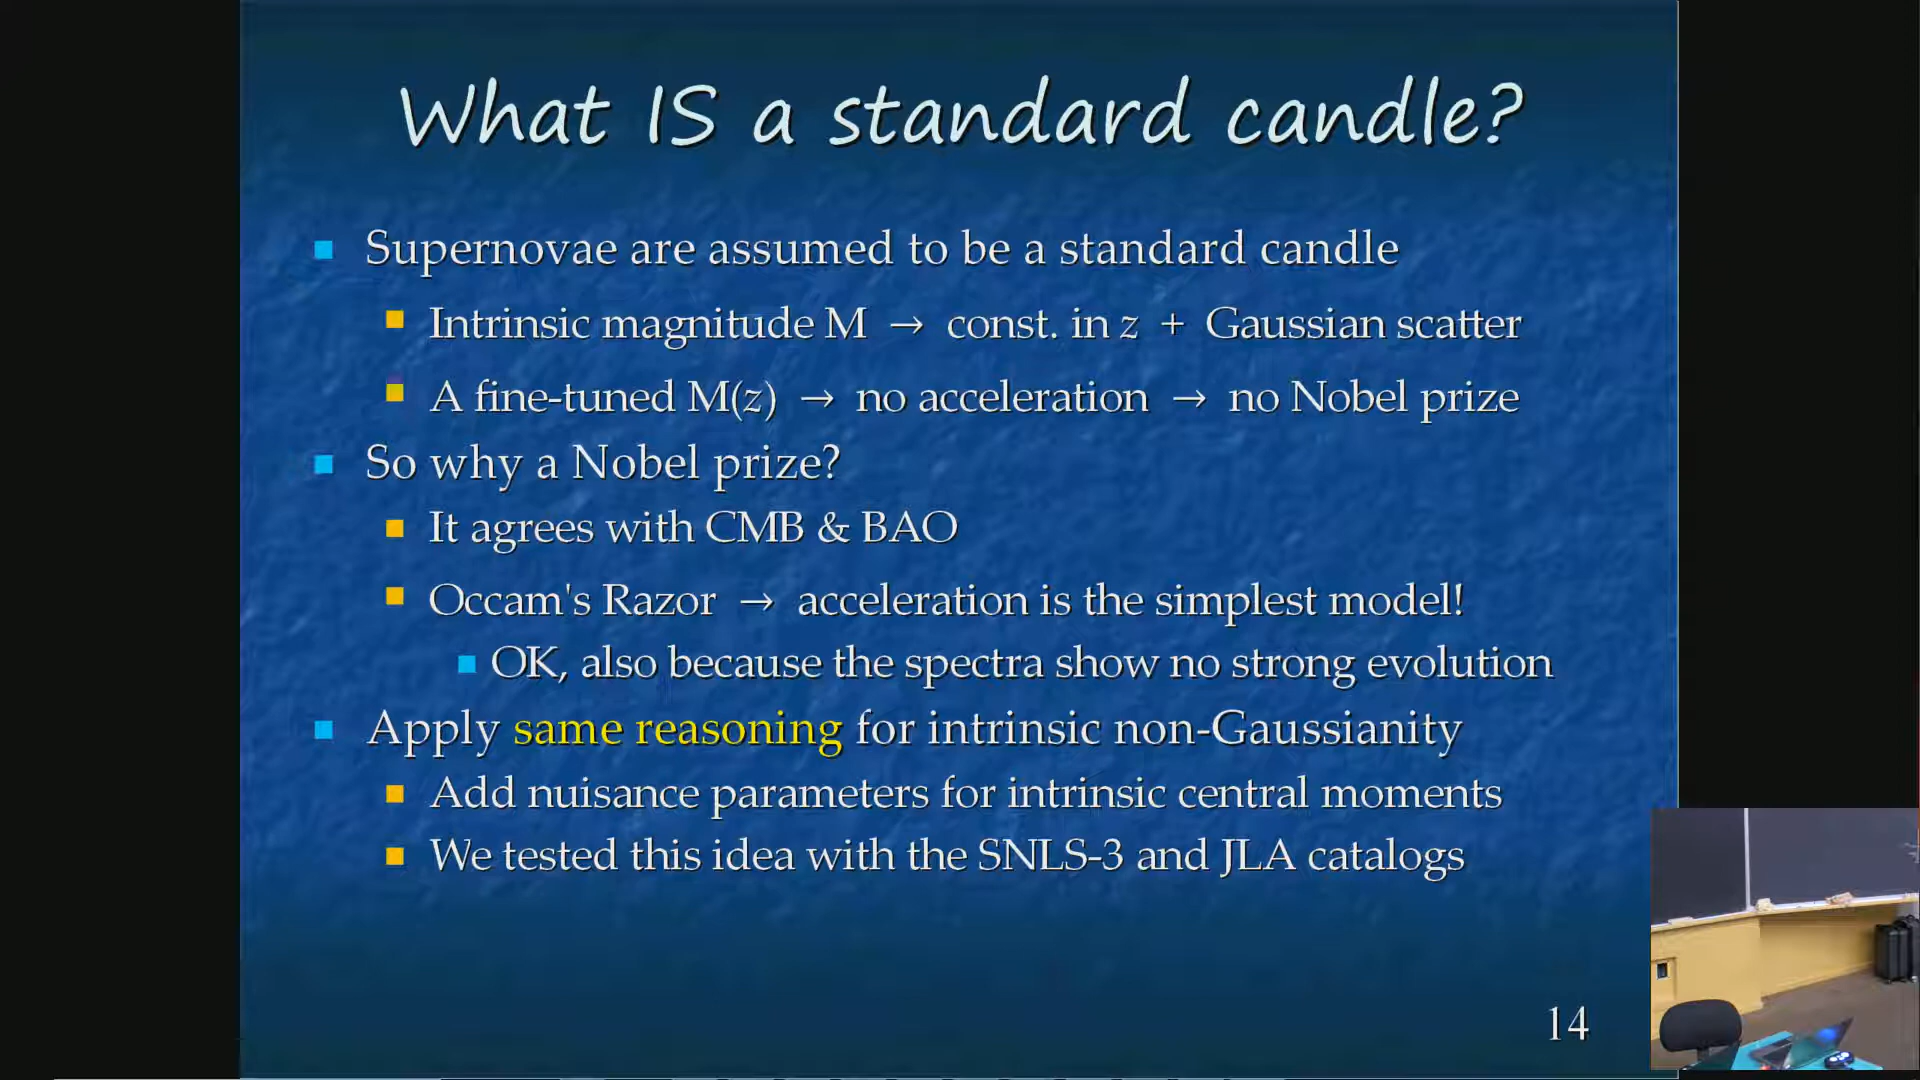 What IS a standard candle?
Supernovae are assumed to be a standard candle
Intrinsic magnitude M → const. in z + Gaussian scatter
A fine-tuned M(z) → no acceleration → no Nobel prize
So why a Nobel prize?
It agrees with CMB & BAO
Occam's Razor → acceleration is the simplest model!
OK, also because the spectra show no strong evolution
Apply same reasoning for intrinsic non-Gaussianity
Add nuisance parameters for intrinsic central moments
We tested this idea with the SNLS-3 and JLA catalogs
14